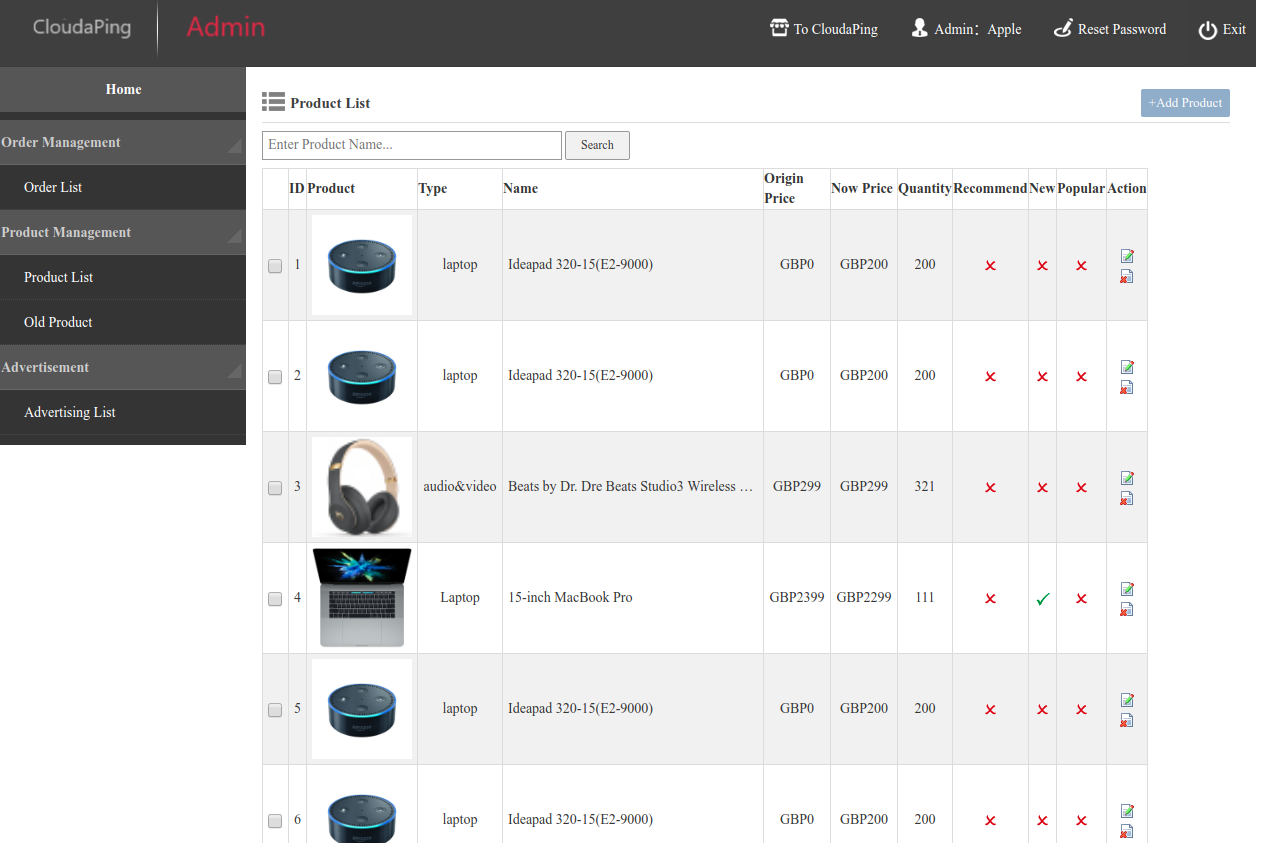 CloudaPing
Admin
To CloudaPing
Admin：Apple
Reset Password
Exit
Home
Order Management
Order List
Product Management
Product List
Old Product
Advertisement
Advertising List
Product List
+Add Product
Enter Product Name...
Search
ID Product Type Name Origin Price Now Price Quantity Recommend New Popular Action
1 laptop Ideapad 320-15(E2-9000) GBP0 GBP200 200
2 laptop Ideapad 320-15(E2-9000) GBP0 GBP200 200
3 audio&video Beats by Dr. Dre Beats Studio3 Wireless … GBP299 GBP299 321
4 Laptop 15-inch MacBook Pro GBP2399 GBP2299 111
5 laptop Ideapad 320-15(E2-9000) GBP0 GBP200 200
6 laptop Ideapad 320-15(E2-9000) GBP0 GBP200 200